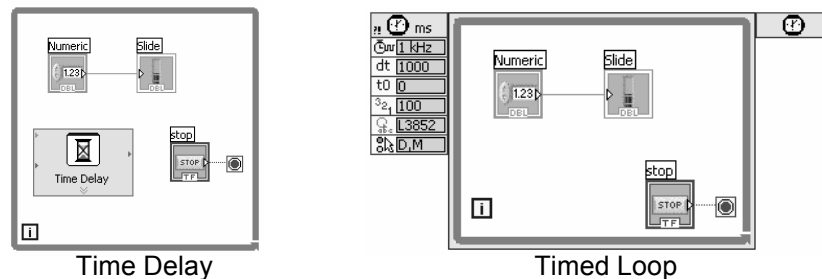 Numeric
Slide
1.23
DBL
DBL
Time Delay
stop
STOP
TF
i
Time Delay
?! ms
1 kHz
dt 1000
t0 0
321 100
L3852
D,M
Numeric
Slide
1.23
DBL
DBL
stop
STOP
TF
i
Timed Loop